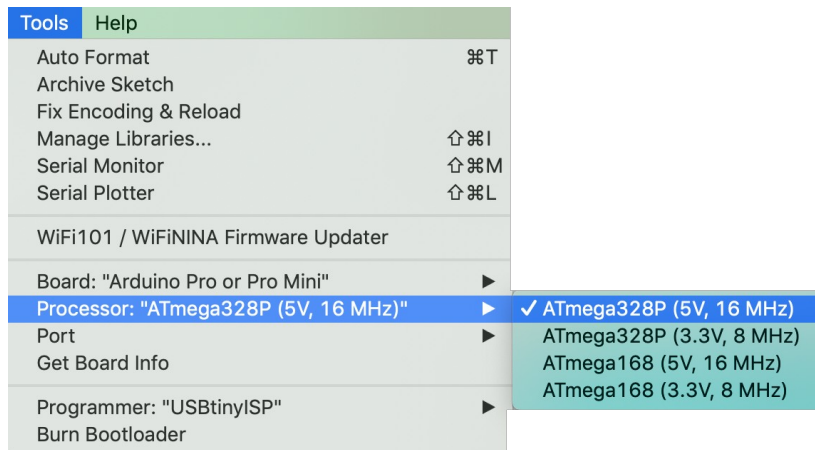 Tools Help
Auto Format ⌘T
Archive Sketch
Fix Encoding & Reload
Manage Libraries... ⇧⌘I
Serial Monitor ⇧⌘M
Serial Plotter ⇧⌘L
WiFi101 / WiFiNINA Firmware Updater
Board: "Arduino Pro or Pro Mini" ▶
Processor: "ATmega328P (5V, 16 MHz)" ▶
Port ▶
Get Board Info
Programmer: "USBtinyISP" ▶
Burn Bootloader
✓ ATmega328P (5V, 16 MHz)
ATmega328P (3.3V, 8 MHz)
ATmega168 (5V, 16 MHz)
ATmega168 (3.3V, 8 MHz)